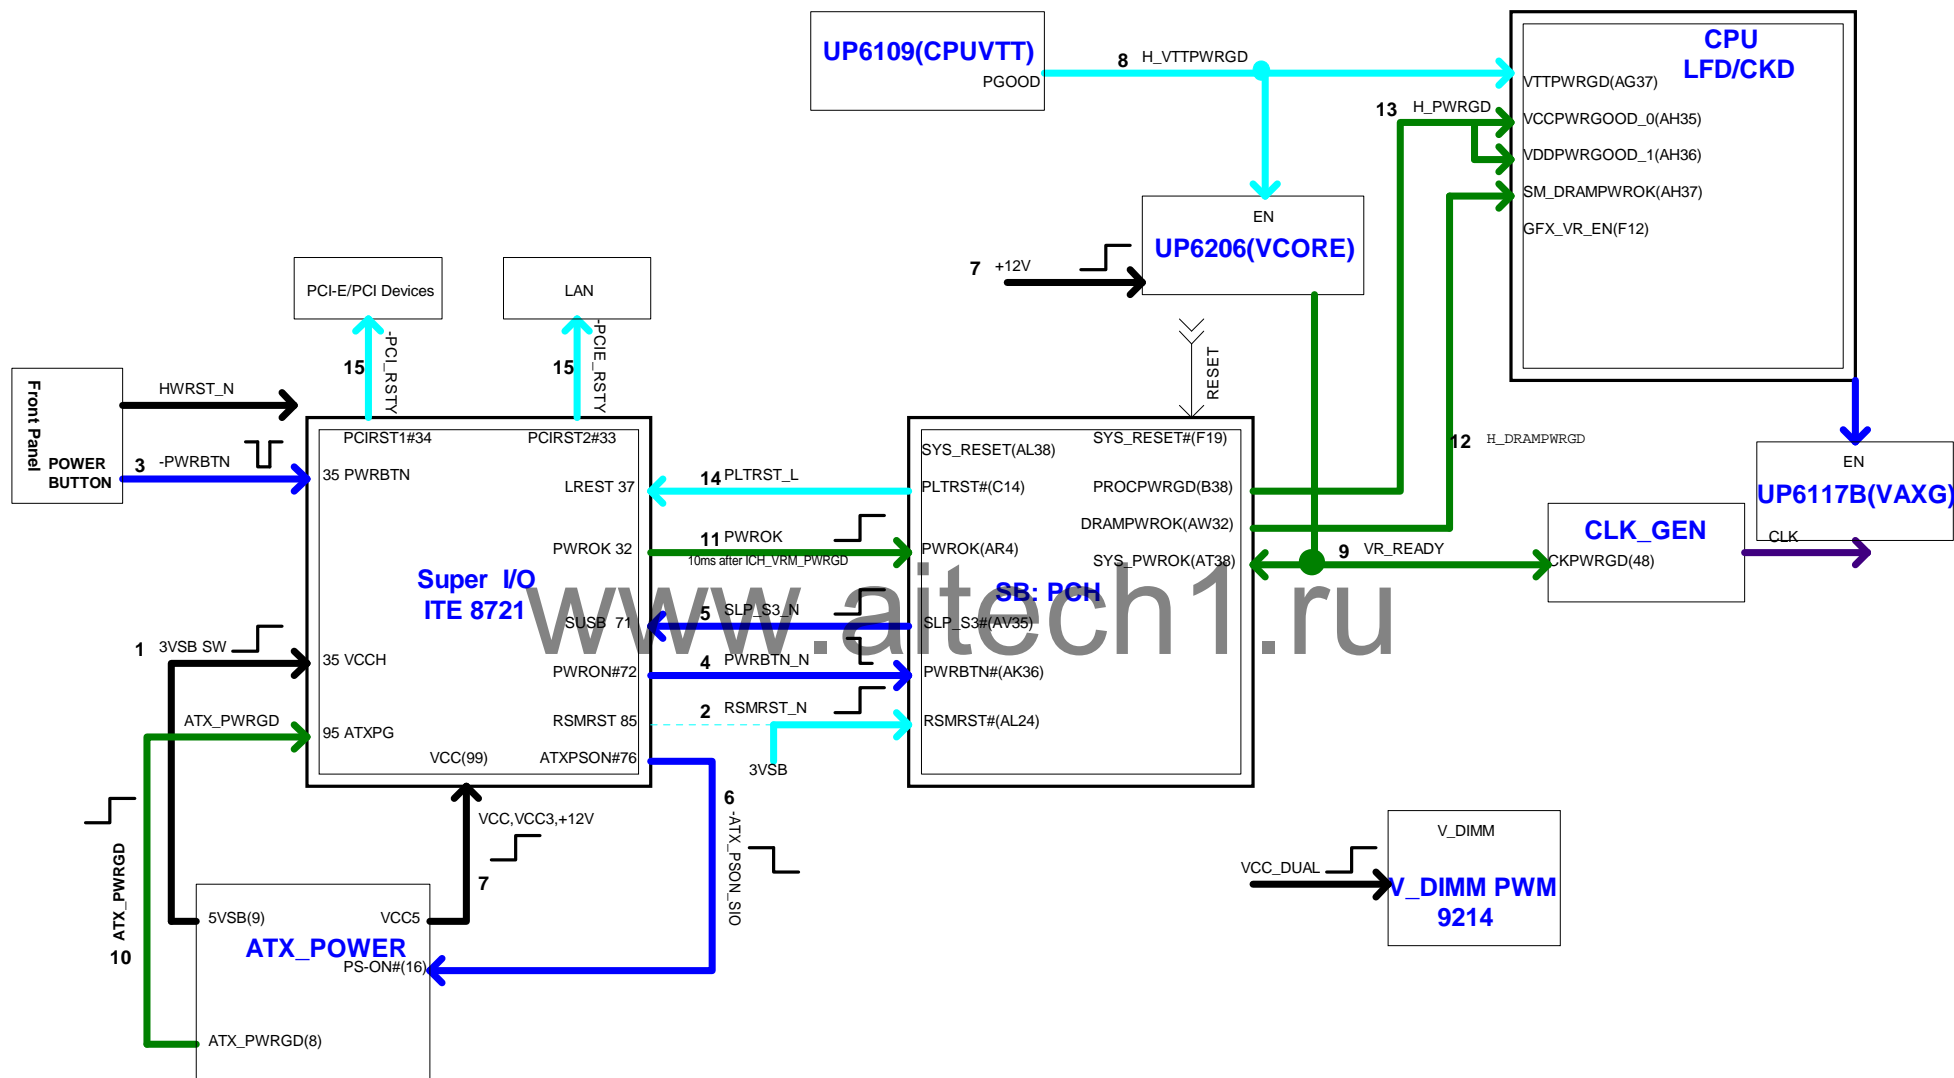 UP6109(CPUVTT)
PGOOD
8 H_VTTPWRGD
CPU
LFD/CKD
VTTPWRGD(AG37)
13 H_PWRGD
VCCPWRGOOD_0(AH35)
VDDPWRGOOD_1(AH36)
SM_DRAMPWROK(AH37)
GFX_VR_EN(F12)
EN
UP6206(VCORE)
7 +12V
PCI-E/PCI Devices
LAN
15 -PCI_RSTY
15 -PCIE_RSTY
RESET
Front Panel
HWRST_N
POWER
BUTTON
3 -PWRBTN
PCIRST1#34
PCIRST2#33
35 PWRBTN
LREST 37
14 PLTRST_L
SYS_RESET(AL38)
SYS_RESET#(F19)
PLTRST#(C14)
PROCPWRGD(B38)
12 H_DRAMPWRGD
EN
UP6117B(VAXG)
DRAMPWROK(AW32)
PWROK 32
11 PWROK
10ms after ICH_VRM_PWRGD
PWROK(AR4)
SYS_PWROK(AT38)
9 VR_READY
CLK_GEN
CKPWRGD(48)
CLK
Super I/O
ITE 8721
SB: PCH
www.aitech1.ru
SUSB 71
5 SLP_S3_N
SLP_S3#(AV35)
1 3VSB SW
35 VCCH
PWRON#72
4 PWRBTN_N
PWRBTN#(AK36)
ATX_PWRGD
95 ATXPG
RSMRST 85
2 RSMRST_N
RSMRST#(AL24)
VCC(99)
ATXPSON#76
3VSB
6 -ATX_PSON_SIO
VCC,VCC3,+12V
7
10 ATX_PWRGD
5VSB(9)
VCC5
ATX_POWER
PS-ON#(16)
ATX_PWRGD(8)
V_DIMM
VCC_DUAL
V_DIMM PWM
9214